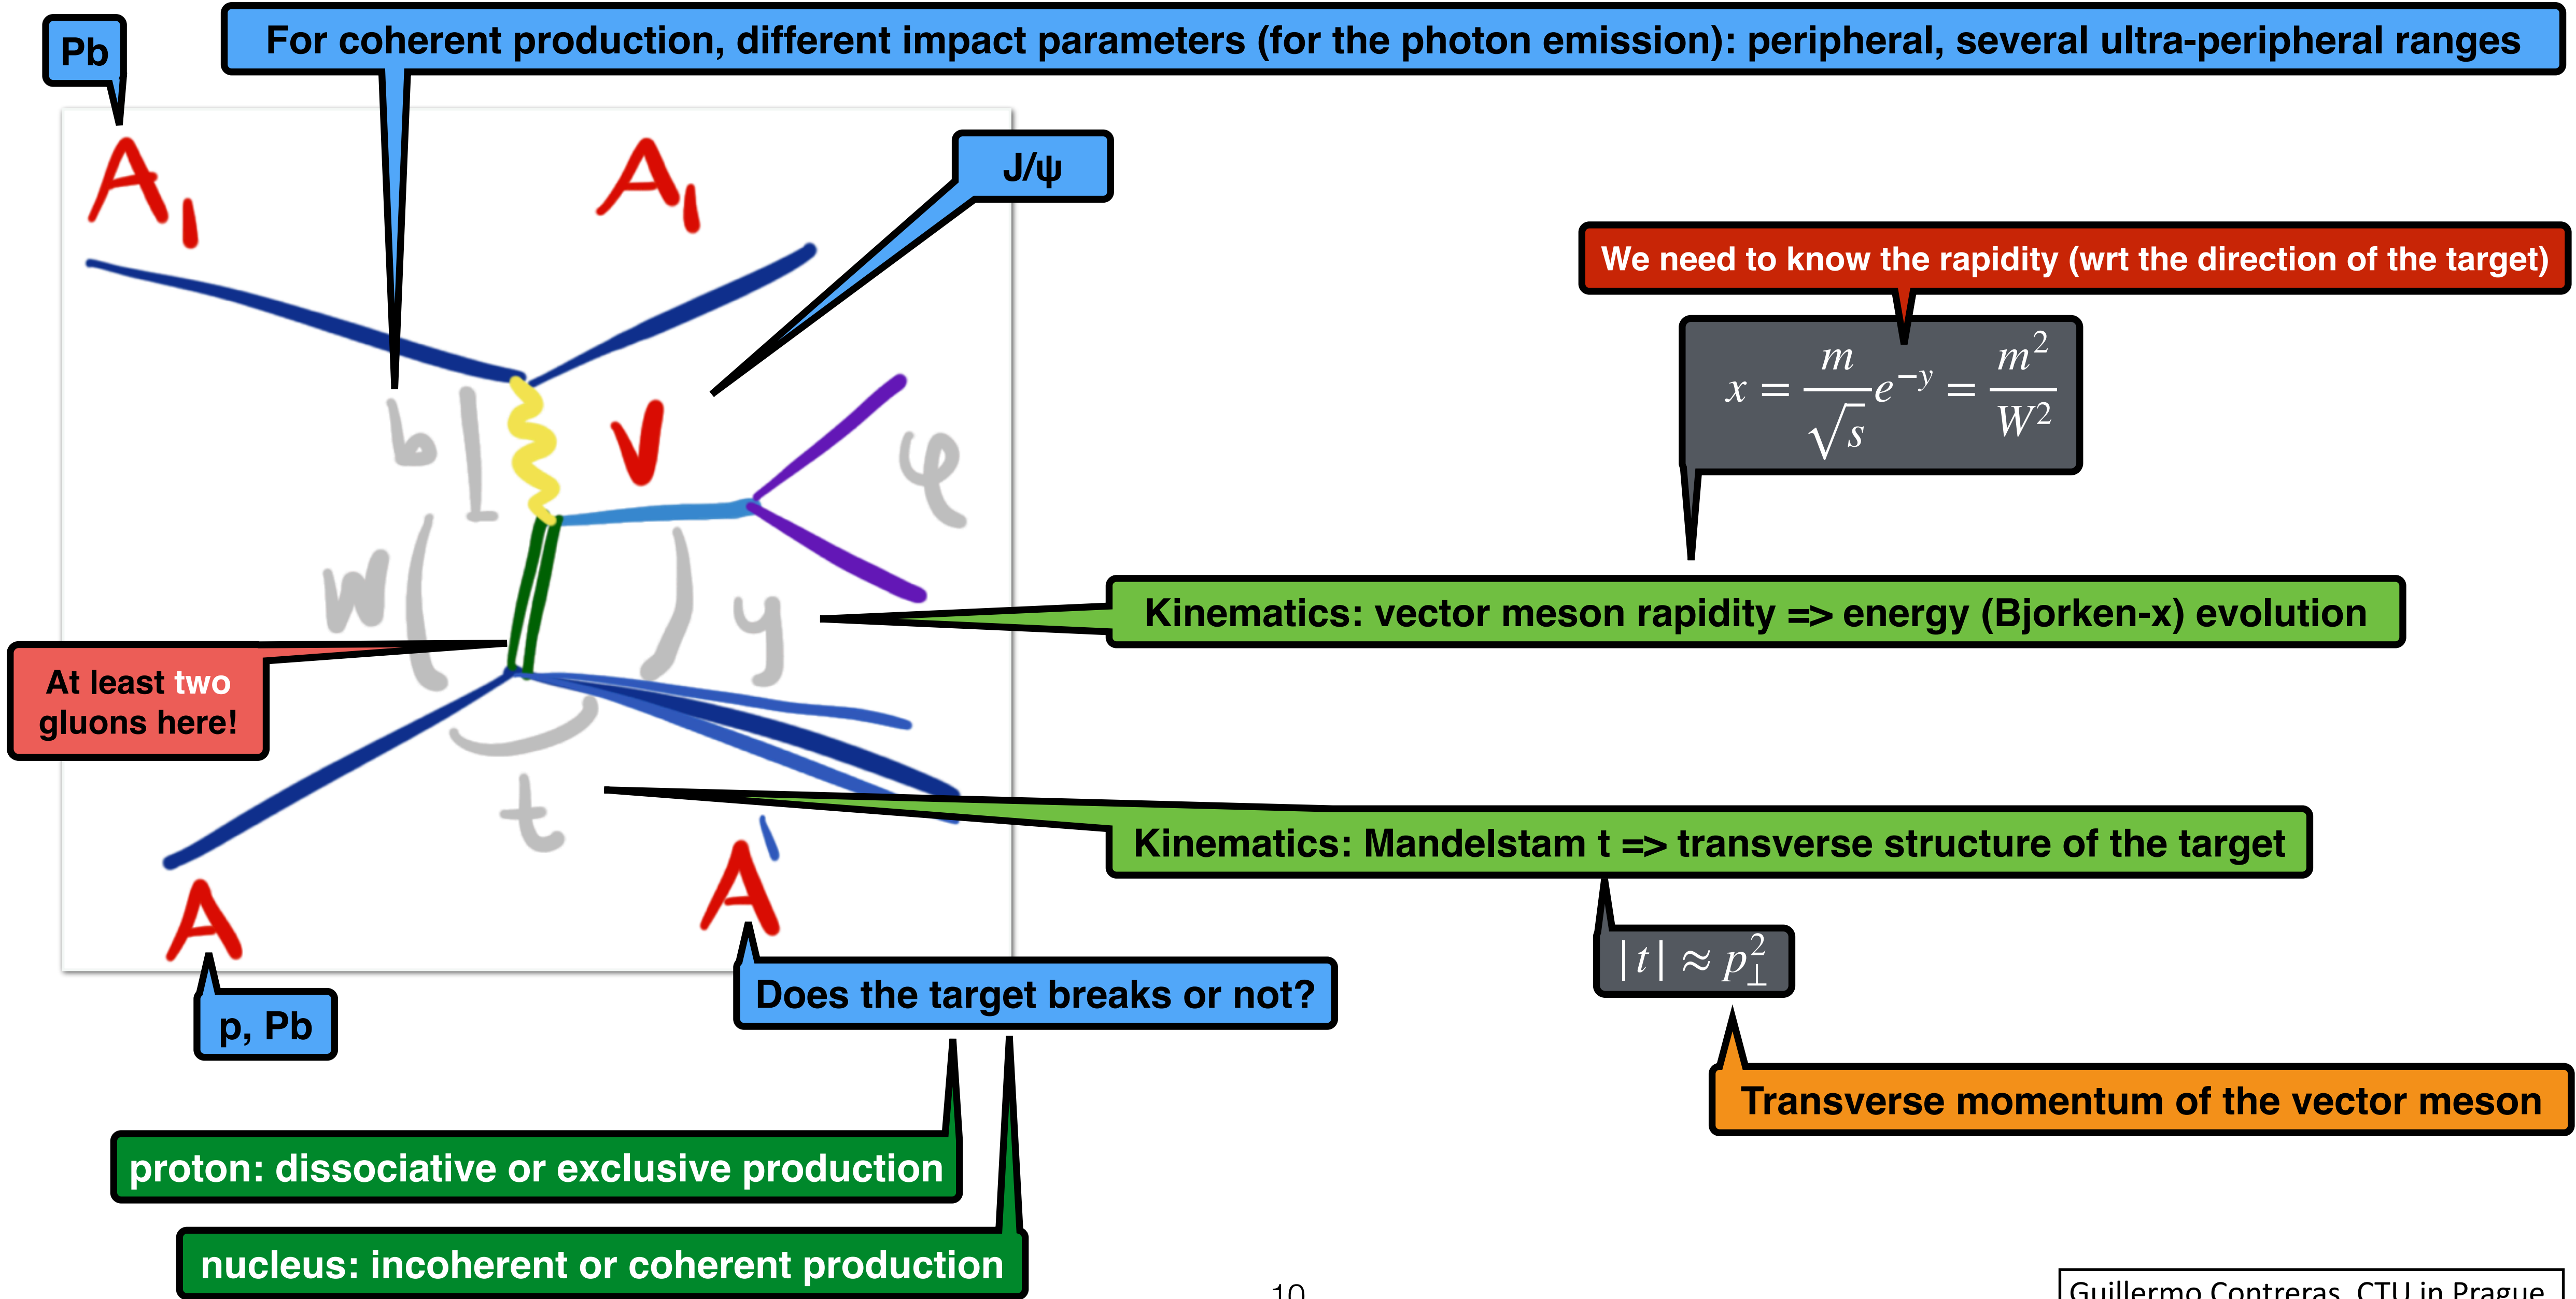 Pb
For coherent production, different impact parameters (for the photon emission): peripheral, several ultra-peripheral ranges
A1
A1
J/ψ
We need to know the rapidity (wrt the direction of the target)
x = m/√s e^{-y} = m²/W²
b
V
φ
W
y
Kinematics: vector meson rapidity => energy (Bjorken-x) evolution
At least two
gluons here!
t
Kinematics: Mandelstam t => transverse structure of the target
A
A'
|t| ≈ p⊥²
Does the target breaks or not?
p, Pb
Transverse momentum of the vector meson
proton: dissociative or exclusive production
nucleus: incoherent or coherent production
10
Guillermo Contreras, CTU in Prague